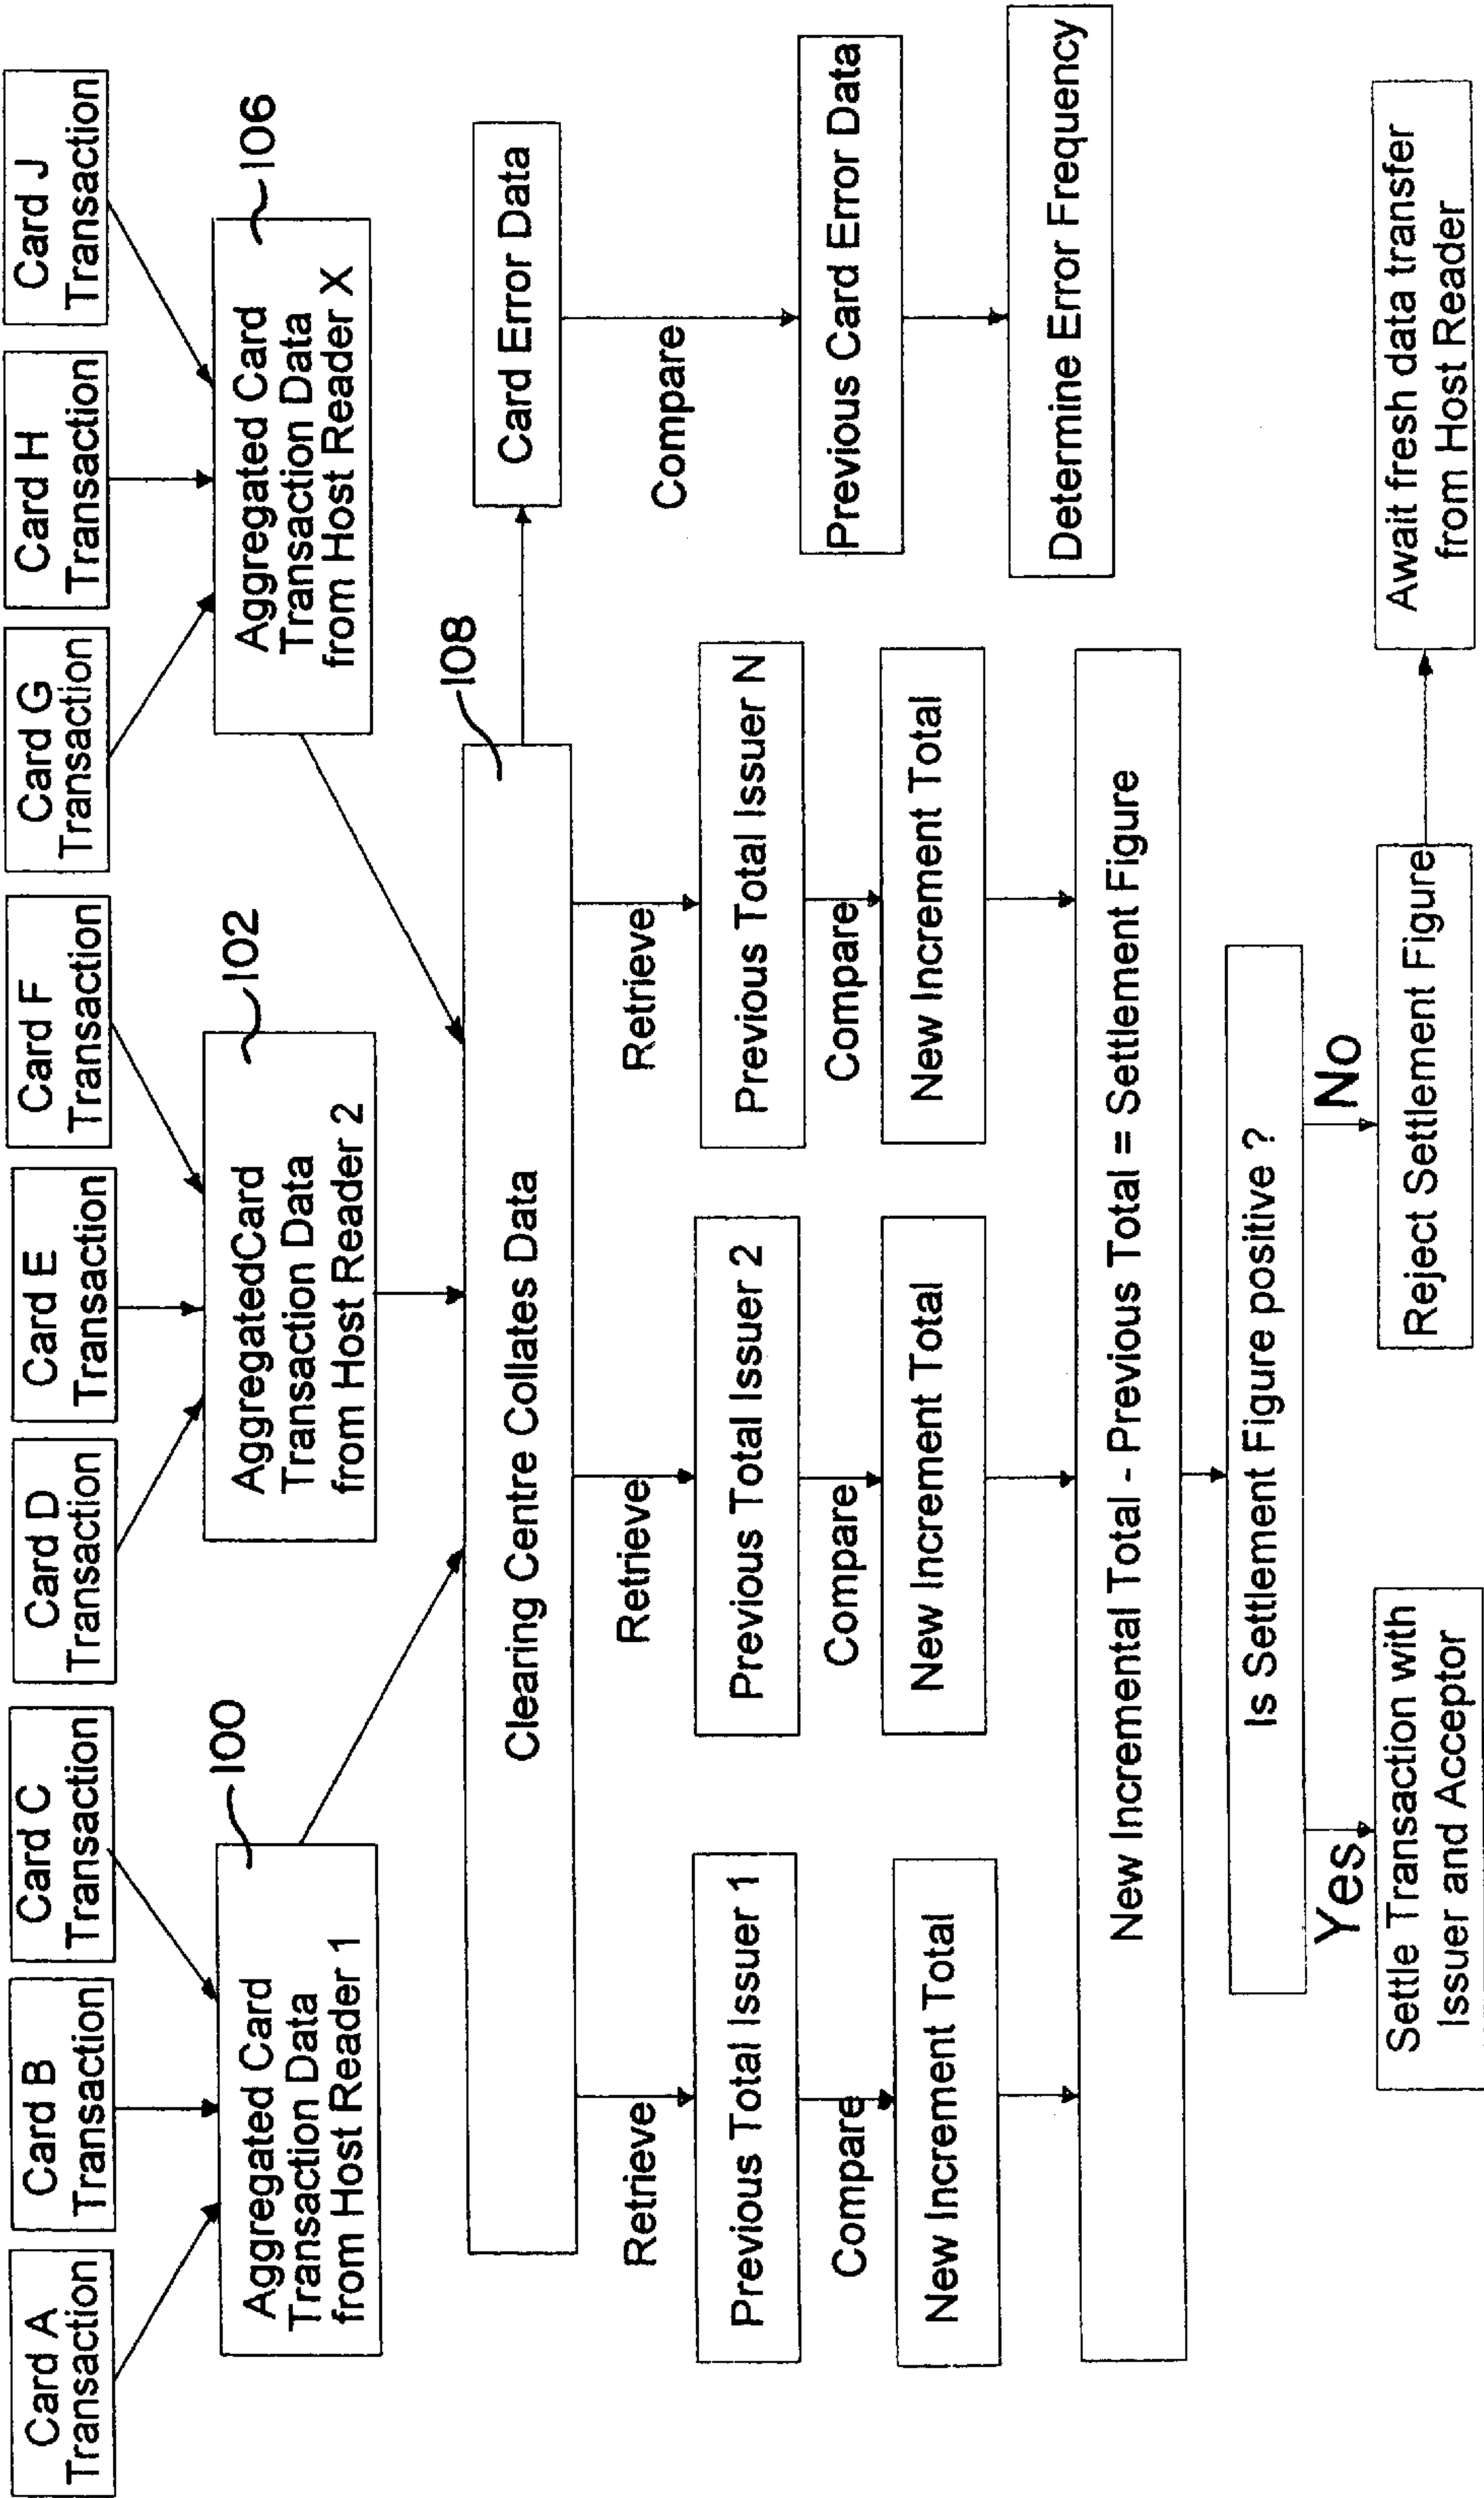 Card A
Transaction
Card B
Transaction
Card C
Transaction
Card D
Transaction
Card E
Transaction
Card F
Transaction
Card G
Transaction
Card H
Transaction
Card J
Transaction
100
Aggregated Card
Transaction Data
from Host Reader 1
102
AggregatedCard
Transaction Data
from Host Reader 2
106
Aggregated Card
Transaction Data
from Host Reader X
108
Clearing Centre Collates Data
Card Error Data
Retrieve
Retrieve
Retrieve
Compare
Previous Total Issuer 1
Previous Total Issuer 2
Previous Total Issuer N
Previous Card Error Data
Compare
Compare
Compare
New Increment Total
New Increment Total
New Increment Total
Determine Error Frequency
New Incremental Total - Previous Total = Settlement Figure
Is Settlement Figure positive ?
Yes
No
Settle Transaction with
Issuer and Acceptor
Reject Settlement Figure
Await fresh data transfer
from Host Reader